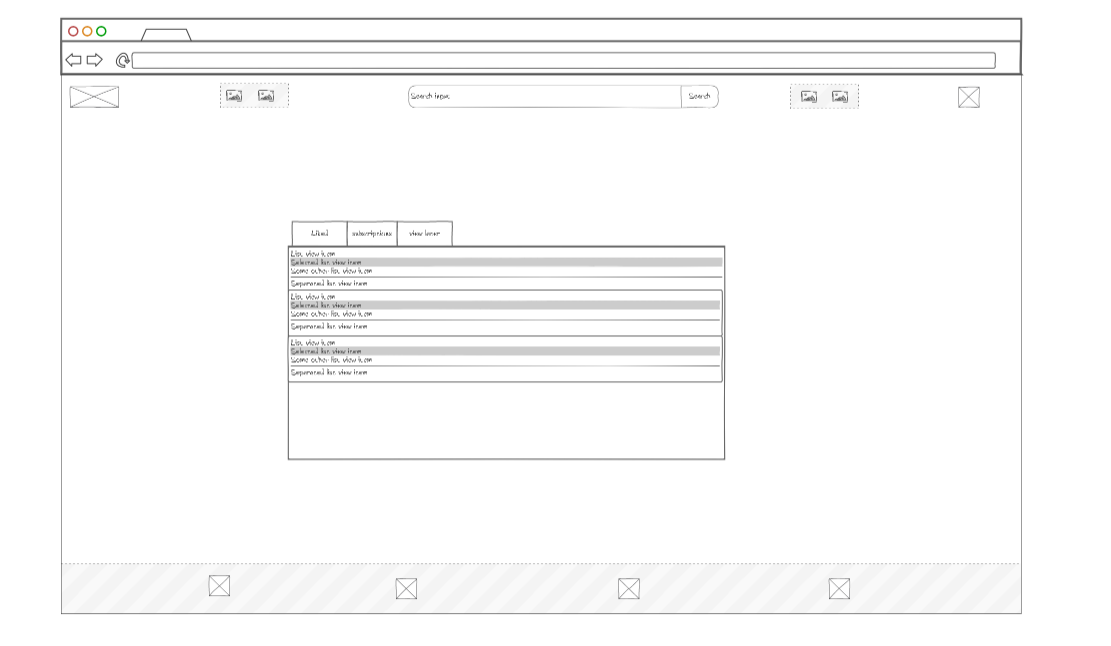 Search input
Search
Liked
subscriptions
view later
List view item
Selected list view item
Some other list view item
Separated list view item
List view item
Selected list view item
Some other list view item
Separated list view item
List view item
Selected list view item
Some other list view item
Separated list view item